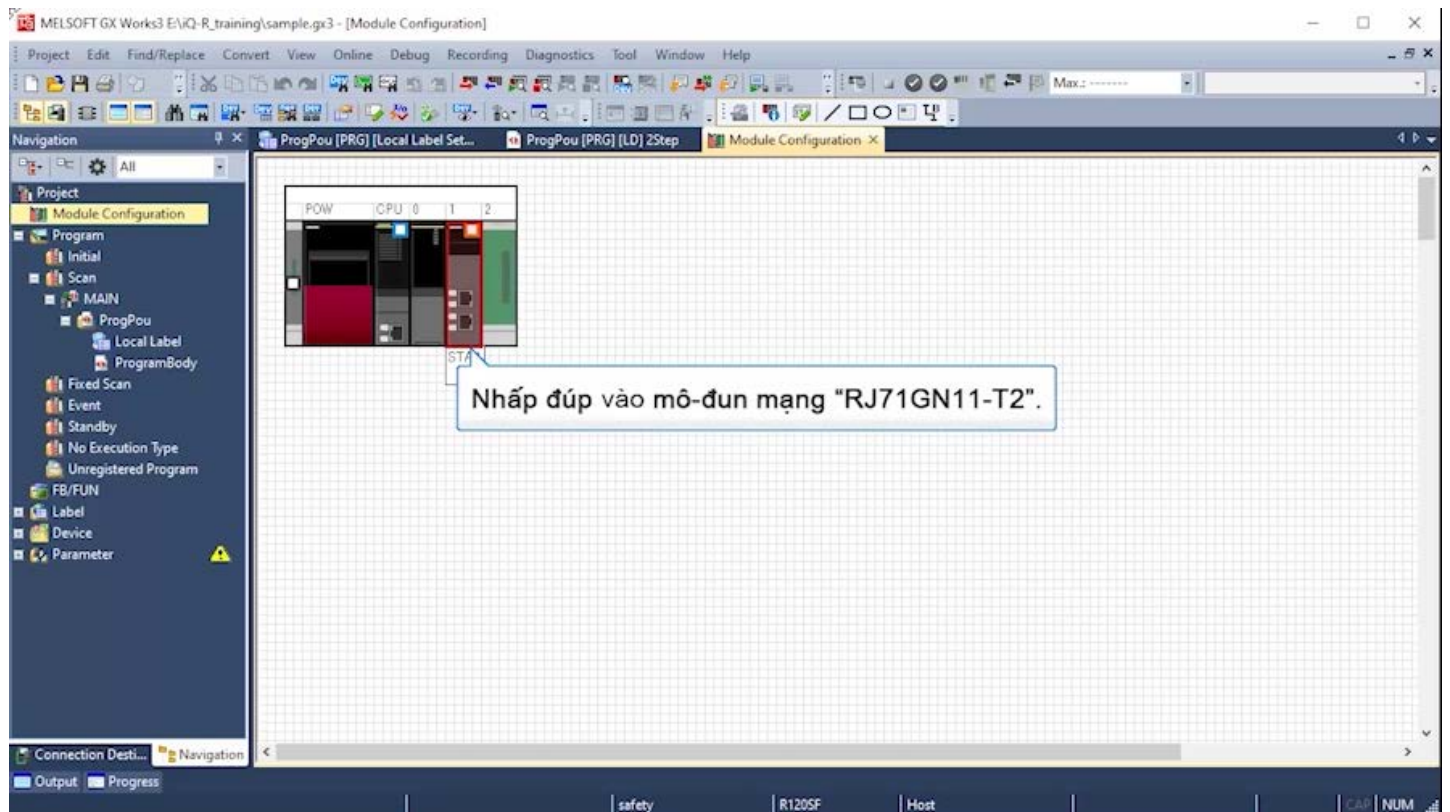 MELSOFT GX Works3 E:\iQ-R_training\sample.gx3 - [Module Configuration]
Project Edit Find/Replace Convert View Online Debug Recording Diagnostics Tool Window Help
Max.: -------
Navigation
ProgPou [PRG] [Local Label Set...
ProgPou [PRG] [LD] 2Step
Module Configuration
All
Project
Module Configuration
Program
Initial
Scan
MAIN
ProgPou
Local Label
ProgramBody
Fixed Scan
Event
Standby
No Execution Type
Unregistered Program
FB/FUN
Label
Device
Parameter
POW CPU 0 1 2
Nhấp đúp vào mô-đun mạng “RJ71GN11-T2”.
Connection Desti... Navigation
Output Progress
safety R120SF Host CAP NUM